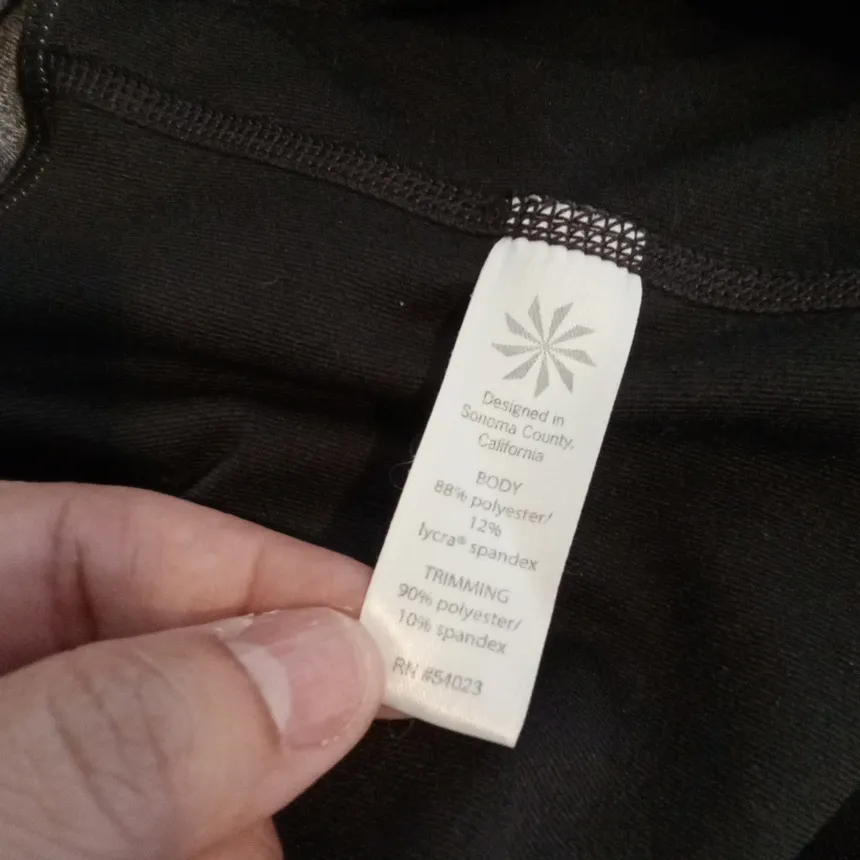 Designed in
Sonoma County,
California
BODY
88% polyester/
12%
lycra® spandex
TRIMMING
90% polyester/
10% spandex
RN #54023